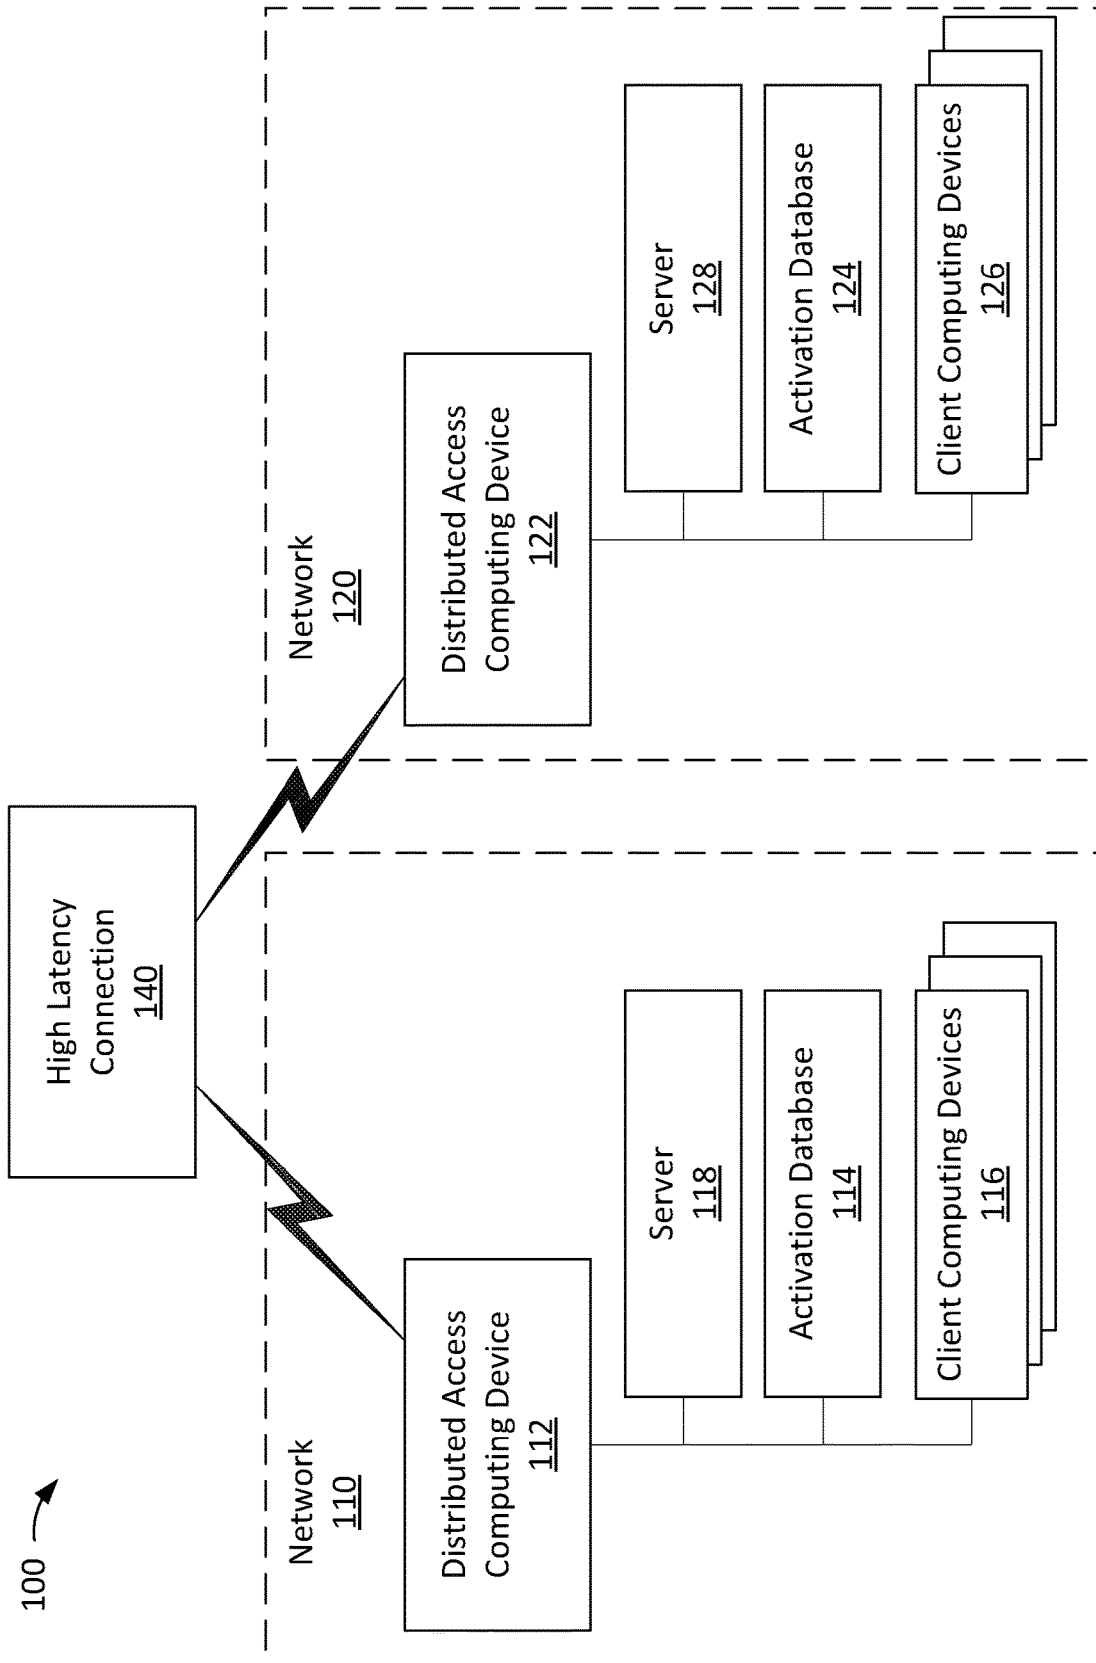 100
High Latency
Connection
140
Network
110
Distributed Access
Computing Device
112
Server
118
Activation Database
114
Client Computing Devices
116
Network
120
Distributed Access
Computing Device
122
Server
128
Activation Database
124
Client Computing Devices
126